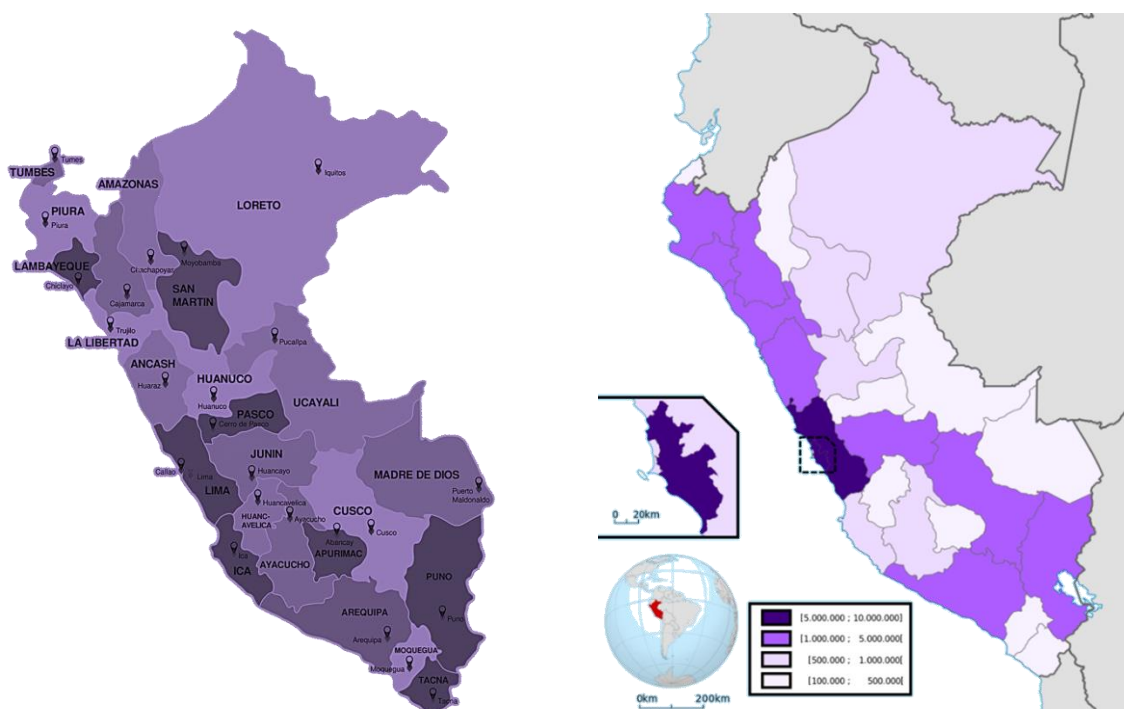 Tumes
TUMBES
AMAZONAS
Iquitos
LORETO
PIURA
Piura
Moyobamba
Chachapoyas
LAMBAYEQUE
Chiclayo
SAN
MARTIN
Cajamarca
Trujilo
LA LIBERTAD
Pucallpa
ANCASH
Huaraz
HUANUCO
Huanuco
UCAYALI
PASCO
Cerro de Pasco
JUNIN
Huancayo
Callao
Lima
LIMA
MADRE DE DIOS
Puerto
Maldonado
Huancavelica
HUANC-
AVELICA
Ayacucho
CUSCO
Cusco
Abancay
APURIMAC
Ica
ICA
AYACUCHO
PUNO
Puno
AREQUIPA
Arequipa
MOQUEGUA
Moquegua
TACNA
Tacna
0 20km
[5.000.000 ; 10.000.000]
[1.000.000 ; 5.000.000[
[500.000 ; 1.000.000[
[100.000 ; 500.000[
0km 200km